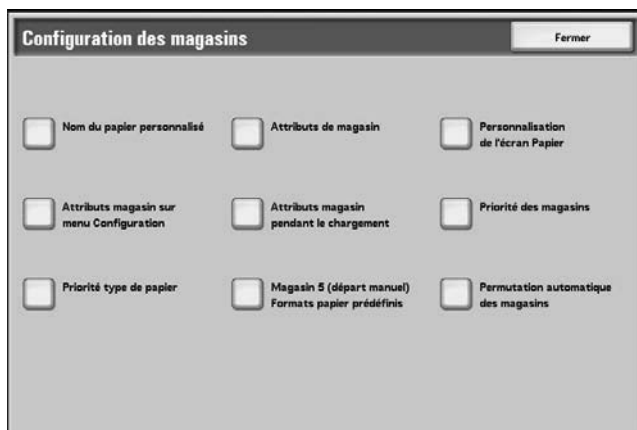 Configuration des magasins
Fermer
Nom du papier personnalisé
Attributs de magasin
Personnalisation
de l'écran Papier
Attributs magasin sur
menu Configuration
Attributs magasin
pendant le chargement
Priorité des magasins
Priorité type de papier
Magasin 5 (départ manuel)
Formats papier prédéfinis
Permutation automatique
des magasins